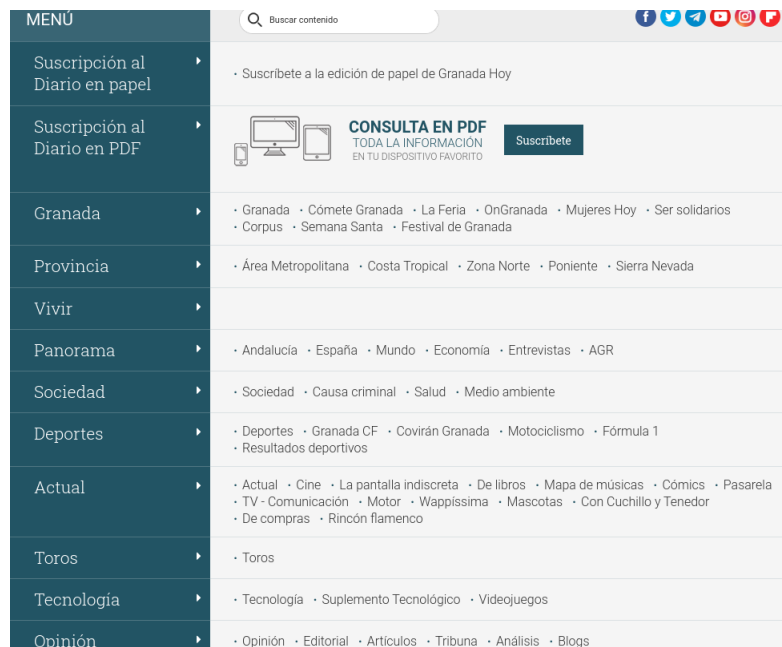 MENÚ
Buscar contenido
Suscripción al
Diario en papel
· Suscríbete a la edición de papel de Granada Hoy
Suscripción al
Diario en PDF
CONSULTA EN PDF
TODA LA INFORMACIÓN
EN TU DISPOSITIVO FAVORITO
Suscríbete
Granada
· Granada · Cómete Granada · La Feria · OnGranada · Mujeres Hoy · Ser solidarios
· Corpus · Semana Santa · Festival de Granada
Provincia
· Área Metropolitana · Costa Tropical · Zona Norte · Poniente · Sierra Nevada
Vivir
Panorama
· Andalucía · España · Mundo · Economía · Entrevistas · AGR
Sociedad
· Sociedad · Causa criminal · Salud · Medio ambiente
Deportes
· Deportes · Granada CF · Covirán Granada · Motociclismo · Fórmula 1
· Resultados deportivos
Actual
· Actual · Cine · La pantalla indiscreta · De libros · Mapa de músicas · Cómics · Pasarela
· TV - Comunicación · Motor · Wappíssima · Mascotas · Con Cuchillo y Tenedor
· De compras · Rincón flamenco
Toros
· Toros
Tecnología
· Tecnología · Suplemento Tecnológico · Videojuegos
Opinión
· Opinión · Editorial · Artículos · Tribuna · Análisis · Blogs